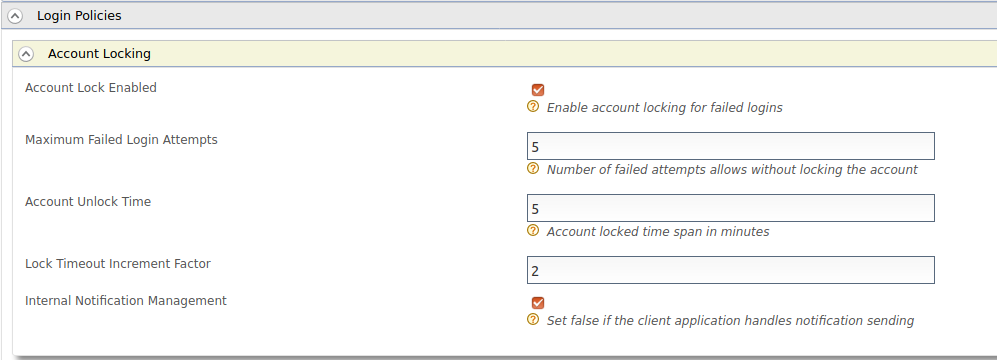 Login Policies
Account Locking
Account Lock Enabled
Enable account locking for failed logins
Maximum Failed Login Attempts
5
Number of failed attempts allows without locking the account
Account Unlock Time
5
Account locked time span in minutes
Lock Timeout Increment Factor
2
Internal Notification Management
Set false if the client application handles notification sending